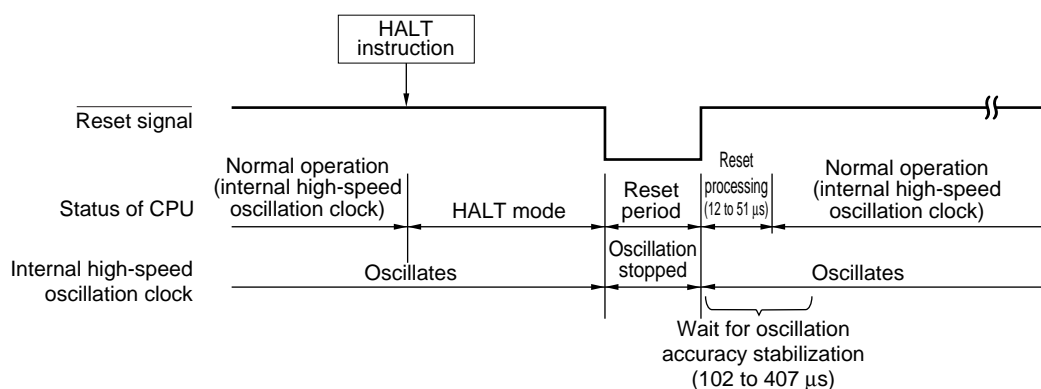 HALT
instruction
Reset signal
Status of CPU
Normal operation
(internal high-speed
oscillation clock)
HALT mode
Reset
period
Reset
processing
(12 to 51 μs)
Normal operation
(internal high-speed
oscillation clock)
Internal high-speed
oscillation clock
Oscillates
Oscillation
stopped
Oscillates
Wait for oscillation
accuracy stabilization
(102 to 407 μs)